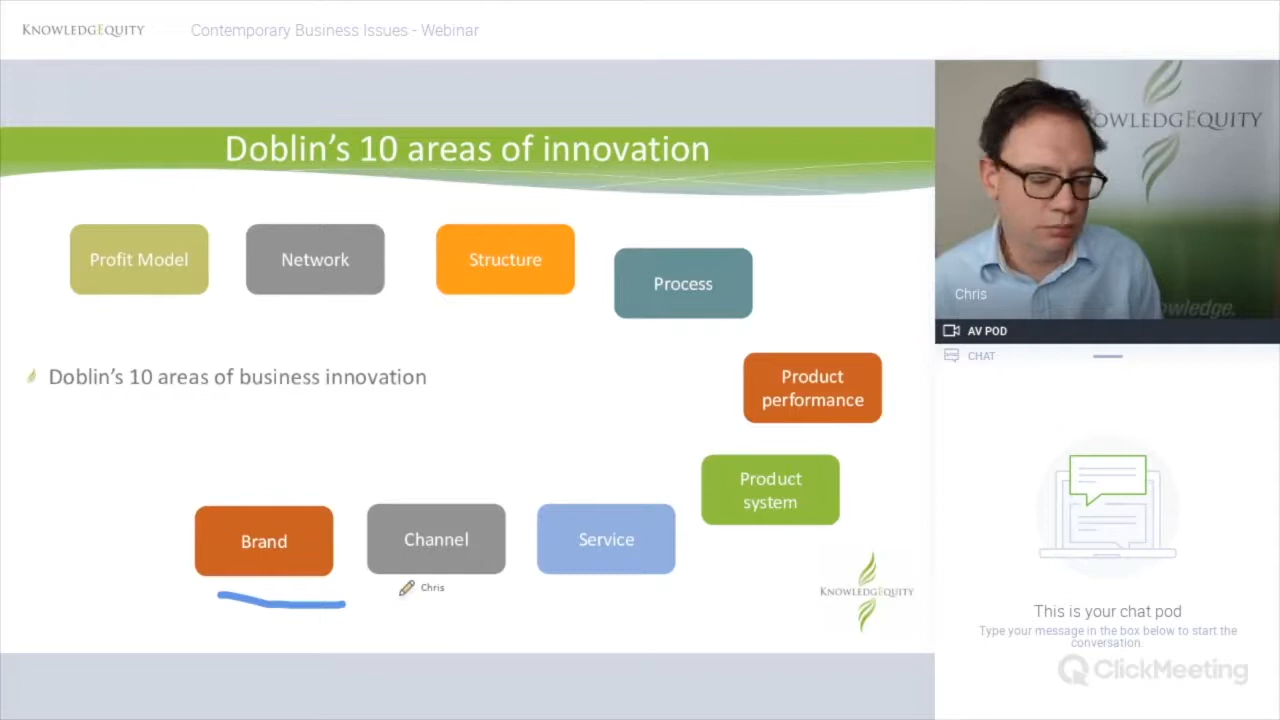 KNOWLEDGEQUITY
Contemporary Business Issues - Webinar
Doblin’s 10 areas of innovation
Profit Model
Network
Structure
Process
Doblin’s 10 areas of business innovation
Product
performance
Product
system
Brand
Channel
Service
Chris
KNOWLEDGEQUITY
OWLEDGEQUITY
Chris
owledge.
AV POD
CHAT
This is your chat pod
Type your message in the box below to start the
conversation.
ClickMeeting